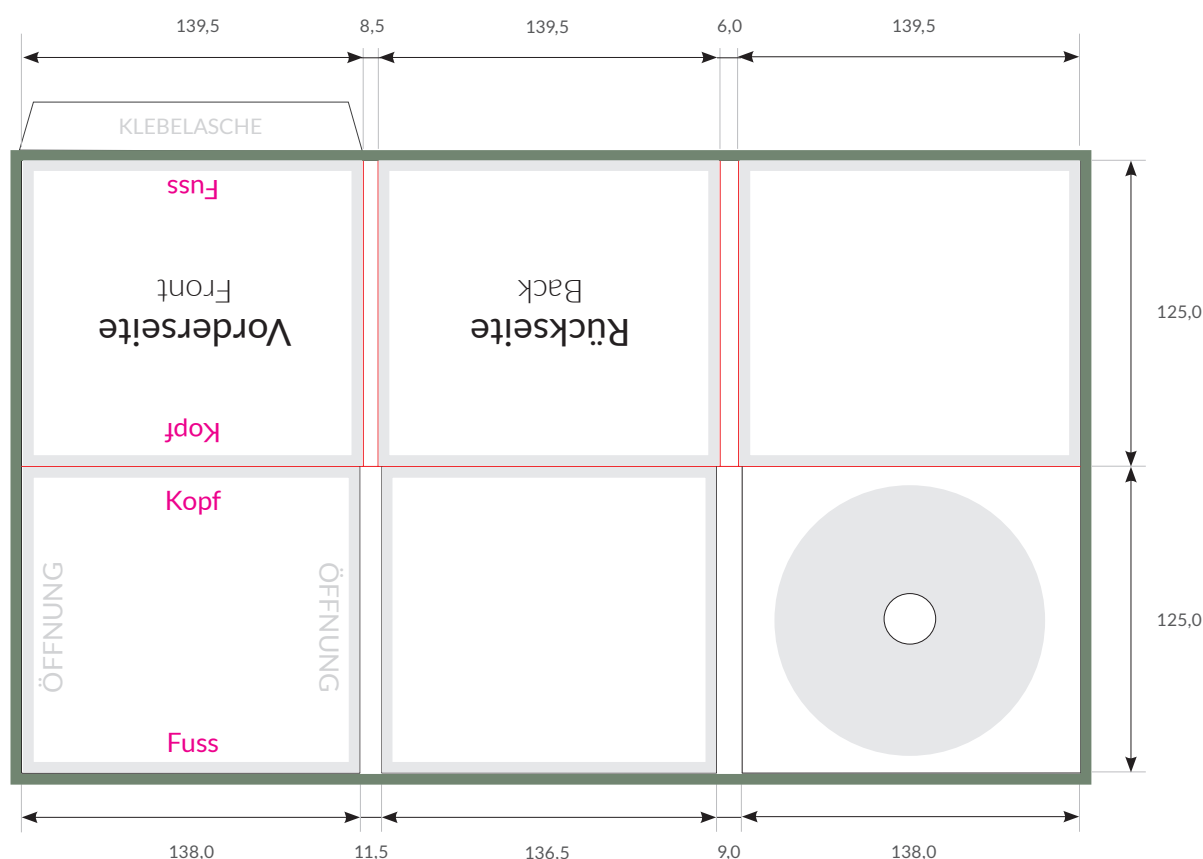 139,5
8,5
139,5
6,0
139,5
KLEBELASCHE
Fuss
Front
Vorderseite
Kopf
Back
Rückseite
125,0
Kopf
ÖFFNUNG
ÖFFNUNG
Fuss
125,0
138,0
11,5
136,5
9,0
138,0